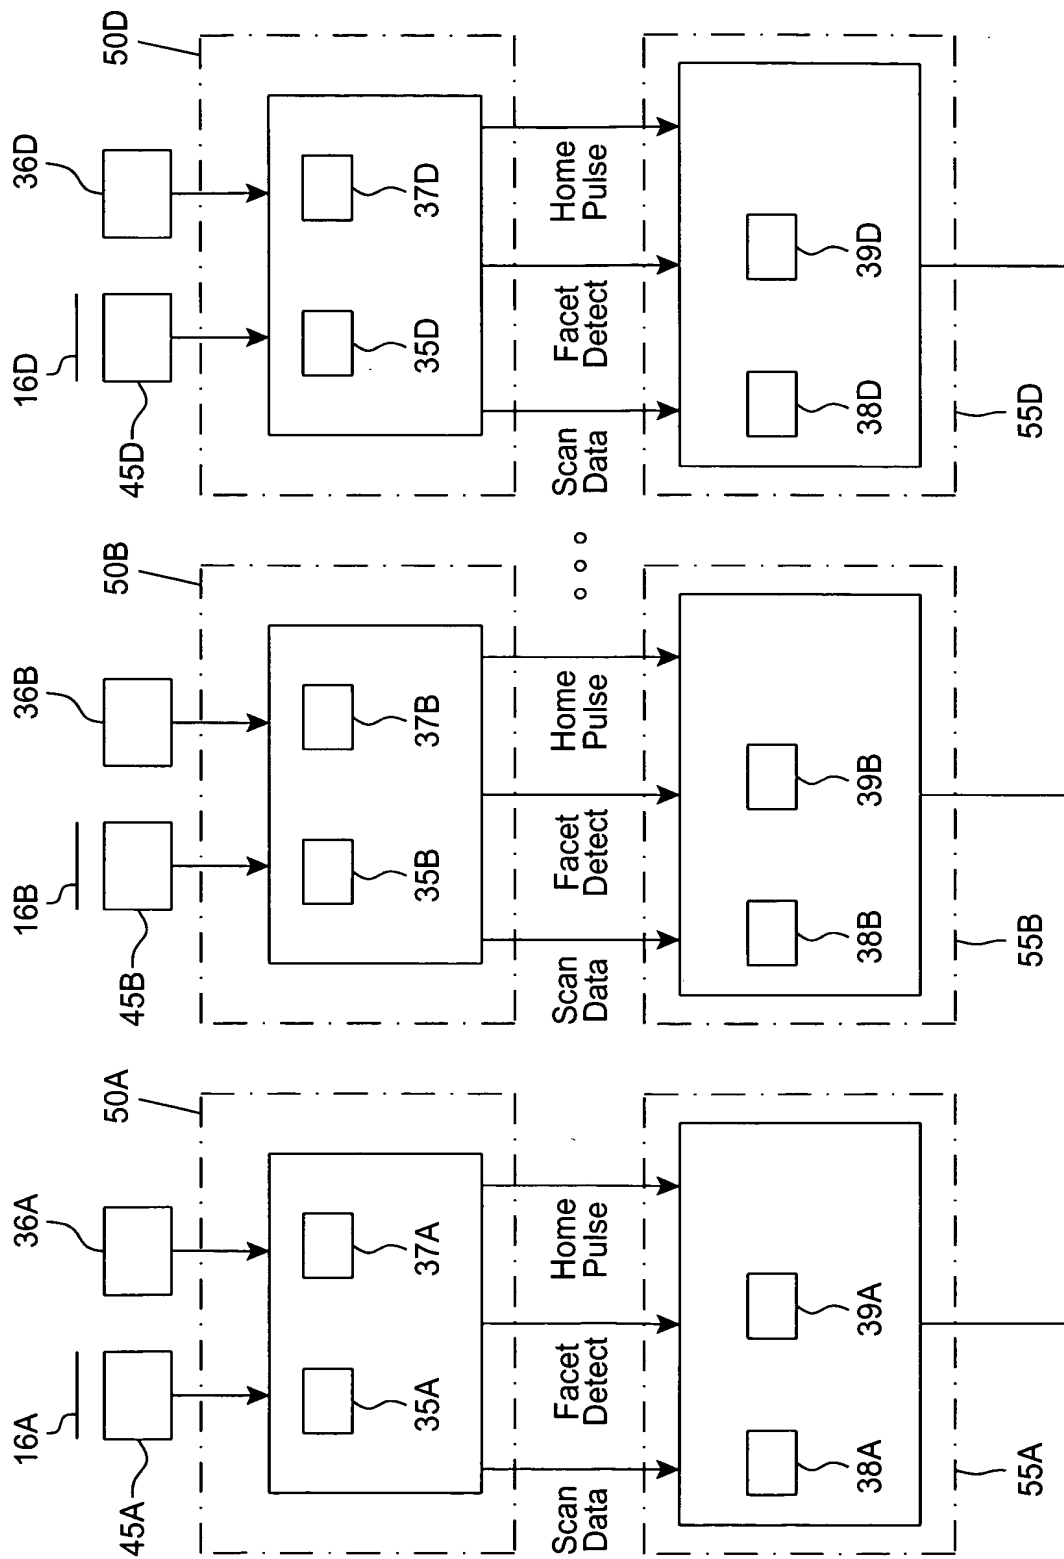 16A
36A
16B
36B
16D
36D
45A
50A
45B
50B
45D
50D
35A
37A
35B
37B
35D
37D
Scan
Data
Facet
Detect
Home
Pulse
Scan
Data
Facet
Detect
Home
Pulse
Scan
Data
Facet
Detect
Home
Pulse
38A
39A
38B
39B
38D
39D
55A
55B
55D